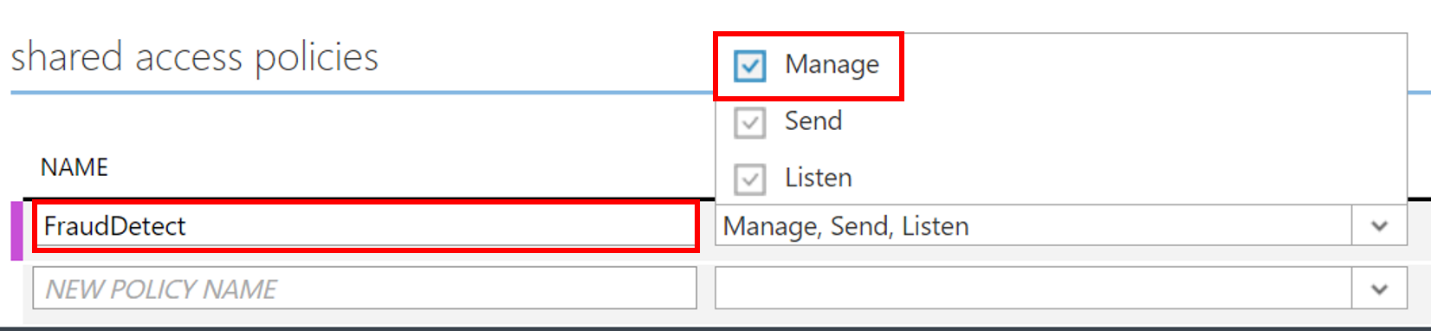 shared access policies
Manage
Send
Listen
NAME
FraudDetect
Manage, Send, Listen
NEW POLICY NAME